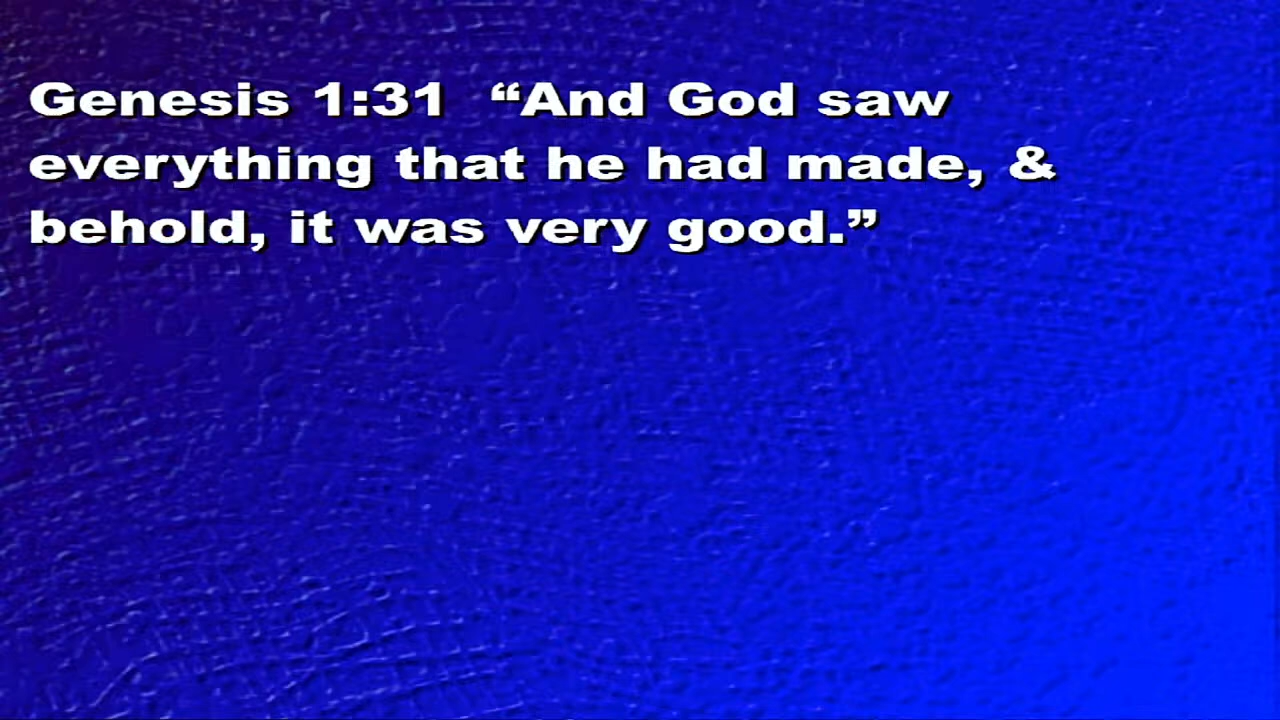 Genesis 1:31  “And God saw
everything that he had made, &
behold, it was very good.”